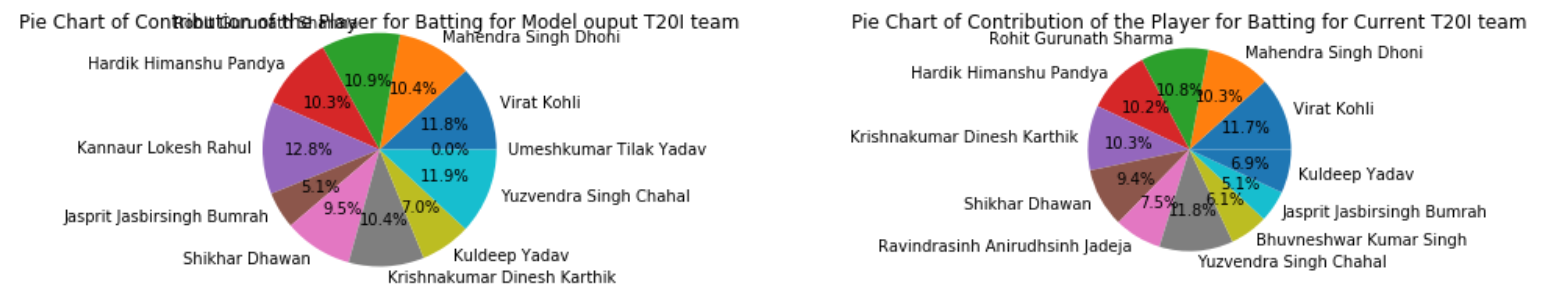 Pie Chart of Contribution of the Player for Batting for Model ouput T20I team
Rohit Gurunath Sharma
Mahendra Singh Dhoni
Hardik Himanshu Pandya
10.9%
10.4%
10.3%
Virat Kohli
11.8%
Kannaur Lokesh Rahul
12.8%
0.0%
Umeshkumar Tilak Yadav
11.9%
5.1%
Yuzvendra Singh Chahal
9.5%
7.0%
Jasprit Jasbirsingh Bumrah
10.4%
Shikhar Dhawan
Kuldeep Yadav
Krishnakumar Dinesh Karthik
Pie Chart of Contribution of the Player for Batting for Current T20I team
Rohit Gurunath Sharma
Mahendra Singh Dhoni
Hardik Himanshu Pandya
10.8%
10.3%
10.2%
Virat Kohli
11.7%
Krishnakumar Dinesh Karthik
10.3%
6.9%
Kuldeep Yadav
9.4%
5.1%
Shikhar Dhawan
7.5%
11.8%
6.1%
Jasprit Jasbirsingh Bumrah
Ravindrasinh Anirudhsinh Jadeja
Bhuvneshwar Kumar Singh
Yuzvendra Singh Chahal